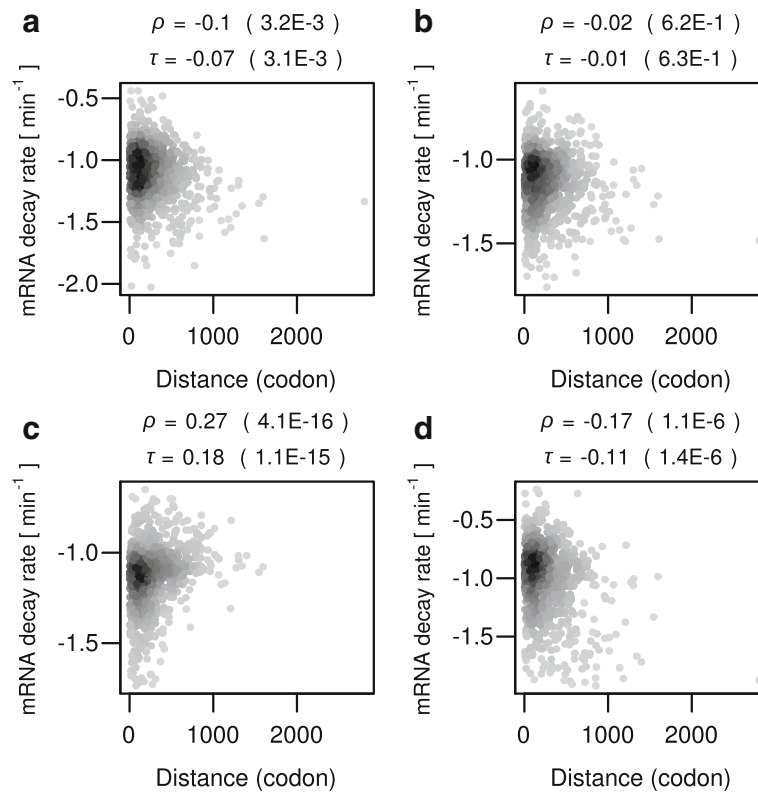 a
ρ = -0.1 ( 3.2E-3 )
τ = -0.07 ( 3.1E-3 )
mRNA decay rate [ min-1 ]
-0.5
-1.0
-1.5
-2.0
0 1000 2000
Distance (codon)
b
ρ = -0.02 ( 6.2E-1 )
τ = -0.01 ( 6.3E-1 )
mRNA decay rate [ min-1 ]
-1.0
-1.5
0 1000 2000
Distance (codon)
c
ρ = 0.27 ( 4.1E-16 )
τ = 0.18 ( 1.1E-15 )
mRNA decay rate [ min-1 ]
-1.0
-1.5
0 1000 2000
Distance (codon)
d
ρ = -0.17 ( 1.1E-6 )
τ = -0.11 ( 1.4E-6 )
mRNA decay rate [ min-1 ]
-0.5
-1.0
-1.5
0 1000 2000
Distance (codon)